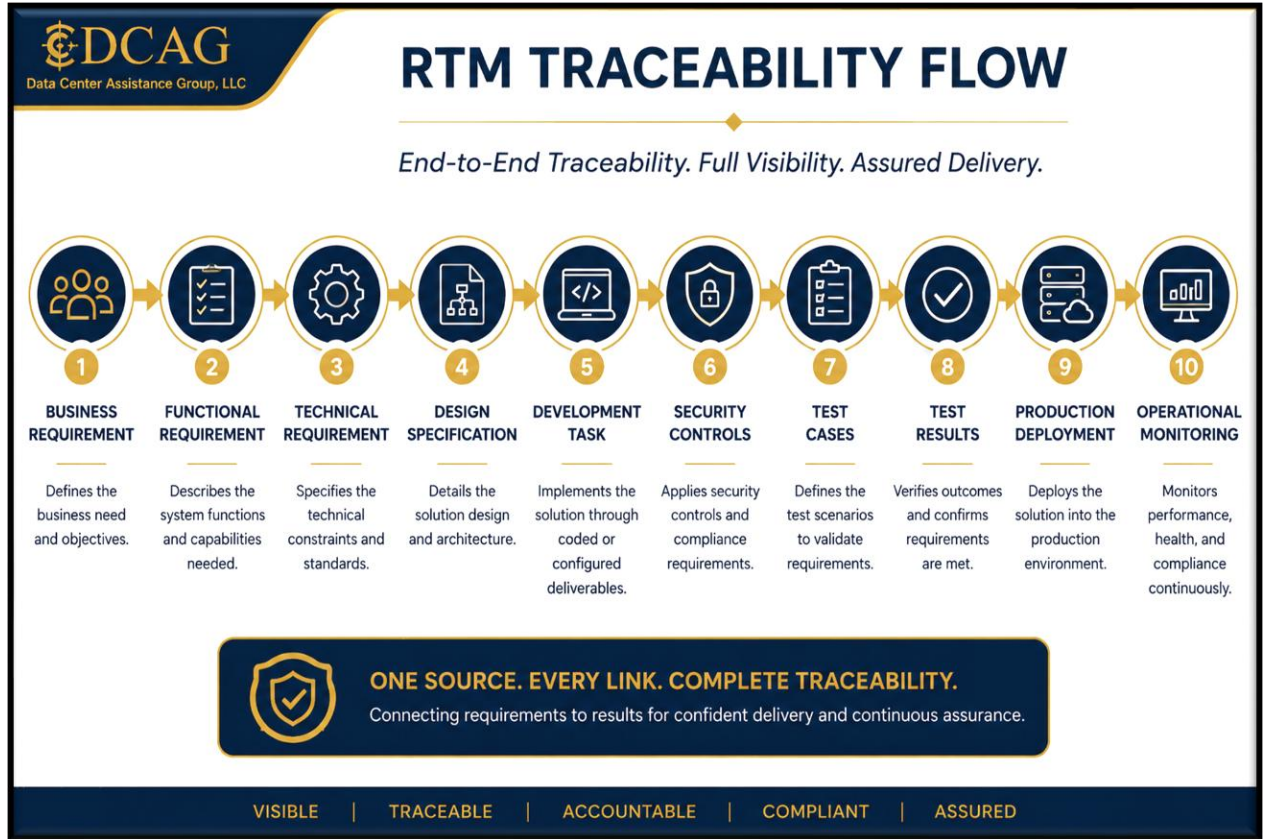 DCAG
Data Center Assistance Group, LLC
RTM TRACEABILITY FLOW
End-to-End Traceability. Full Visibility. Assured Delivery.
1
BUSINESS
REQUIREMENT
Defines the
business need
and objectives.
2
FUNCTIONAL
REQUIREMENT
Describes the
system functions
and capabilities
needed.
3
TECHNICAL
REQUIREMENT
Specifies the
technical
constraints and
standards.
4
DESIGN
SPECIFICATION
Details the
solution design
and architecture.
5
DEVELOPMENT
TASK
Implements the
solution through
coded or
configured
deliverables.
6
SECURITY
CONTROLS
Applies security
controls and
compliance
requirements.
7
TEST
CASES
Defines the
test scenarios
to validate
requirements.
8
TEST
RESULTS
Verifies outcomes
and confirms
requirements
are met.
9
PRODUCTION
DEPLOYMENT
Deploys the
solution into the
production
environment.
10
OPERATIONAL
MONITORING
Monitors
performance,
health, and
compliance
continuously.
ONE SOURCE. EVERY LINK. COMPLETE TRACEABILITY.
Connecting requirements to results for confident delivery and continuous assurance.
VISIBLE | TRACEABLE | ACCOUNTABLE | COMPLIANT | ASSURED